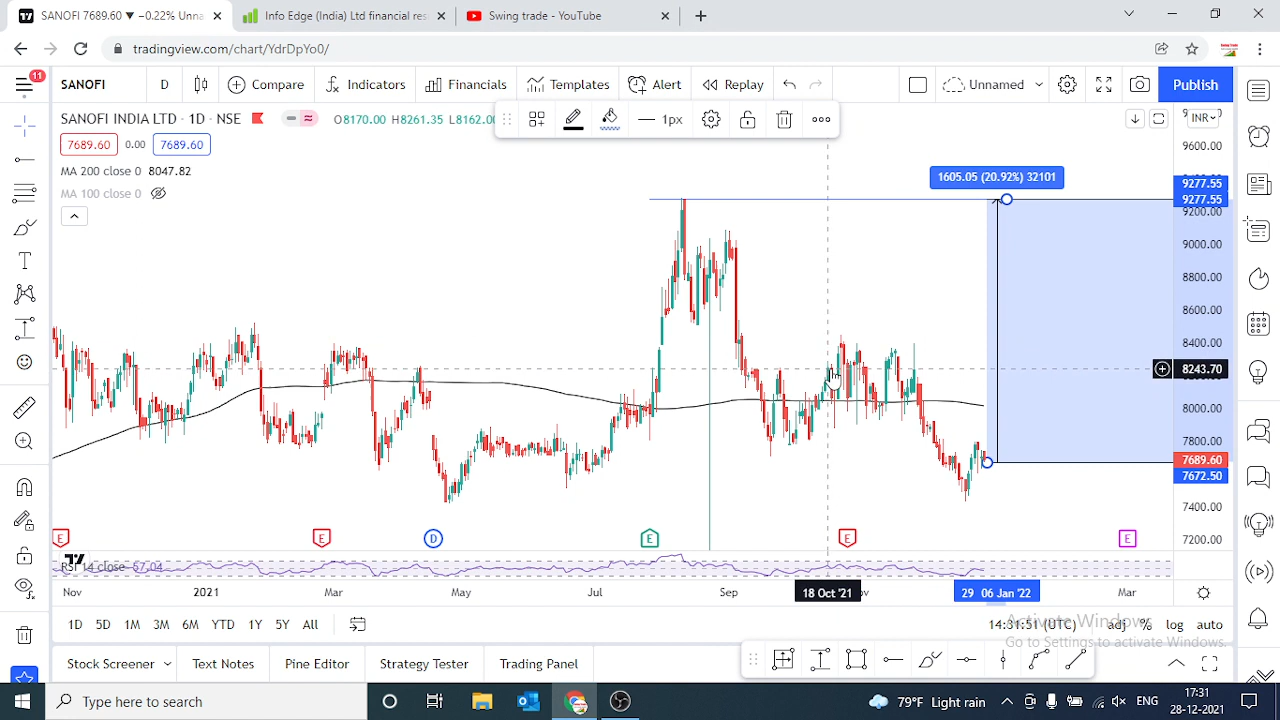 SANOFI 7689.60 ▼ −0.22% Unna
Info Edge (India) Ltd financial res
Swing trade - YouTube
tradingview.com/chart/YdrDpYo0/
11
SANOFI
D
Compare
Indicators
Financials
Templates
Alert
Replay
Unnamed
Publish
SANOFI INDIA LTD · 1D · NSE
O8170.00 H8261.35 L8162.00
1px
INR
7689.60
0.00
7689.60
MA 200 close 0 8047.82
MA 100 close 0
1605.05 (20.92%) 32101
9600.00
9277.55
9277.55
9200.00
9000.00
8800.00
8600.00
8400.00
8243.70
8000.00
7800.00
7689.60
7672.50
7400.00
7200.00
E
E
D
E
E
E
RSI 14 close 57.04
Nov
2021
Mar
May
Jul
Sep
18 Oct '21
29
06 Jan '22
Mar
1D
5D
1M
3M
6M
YTD
1Y
5Y
All
14:31:51 (UTC)
adj
%
log
auto
Activate Windows
Go to Settings to activate Windows.
Stock Screener
Text Notes
Pine Editor
Strategy Tester
Trading Panel
Type here to search
79°F Light rain
ENG
17:31
28-12-2021